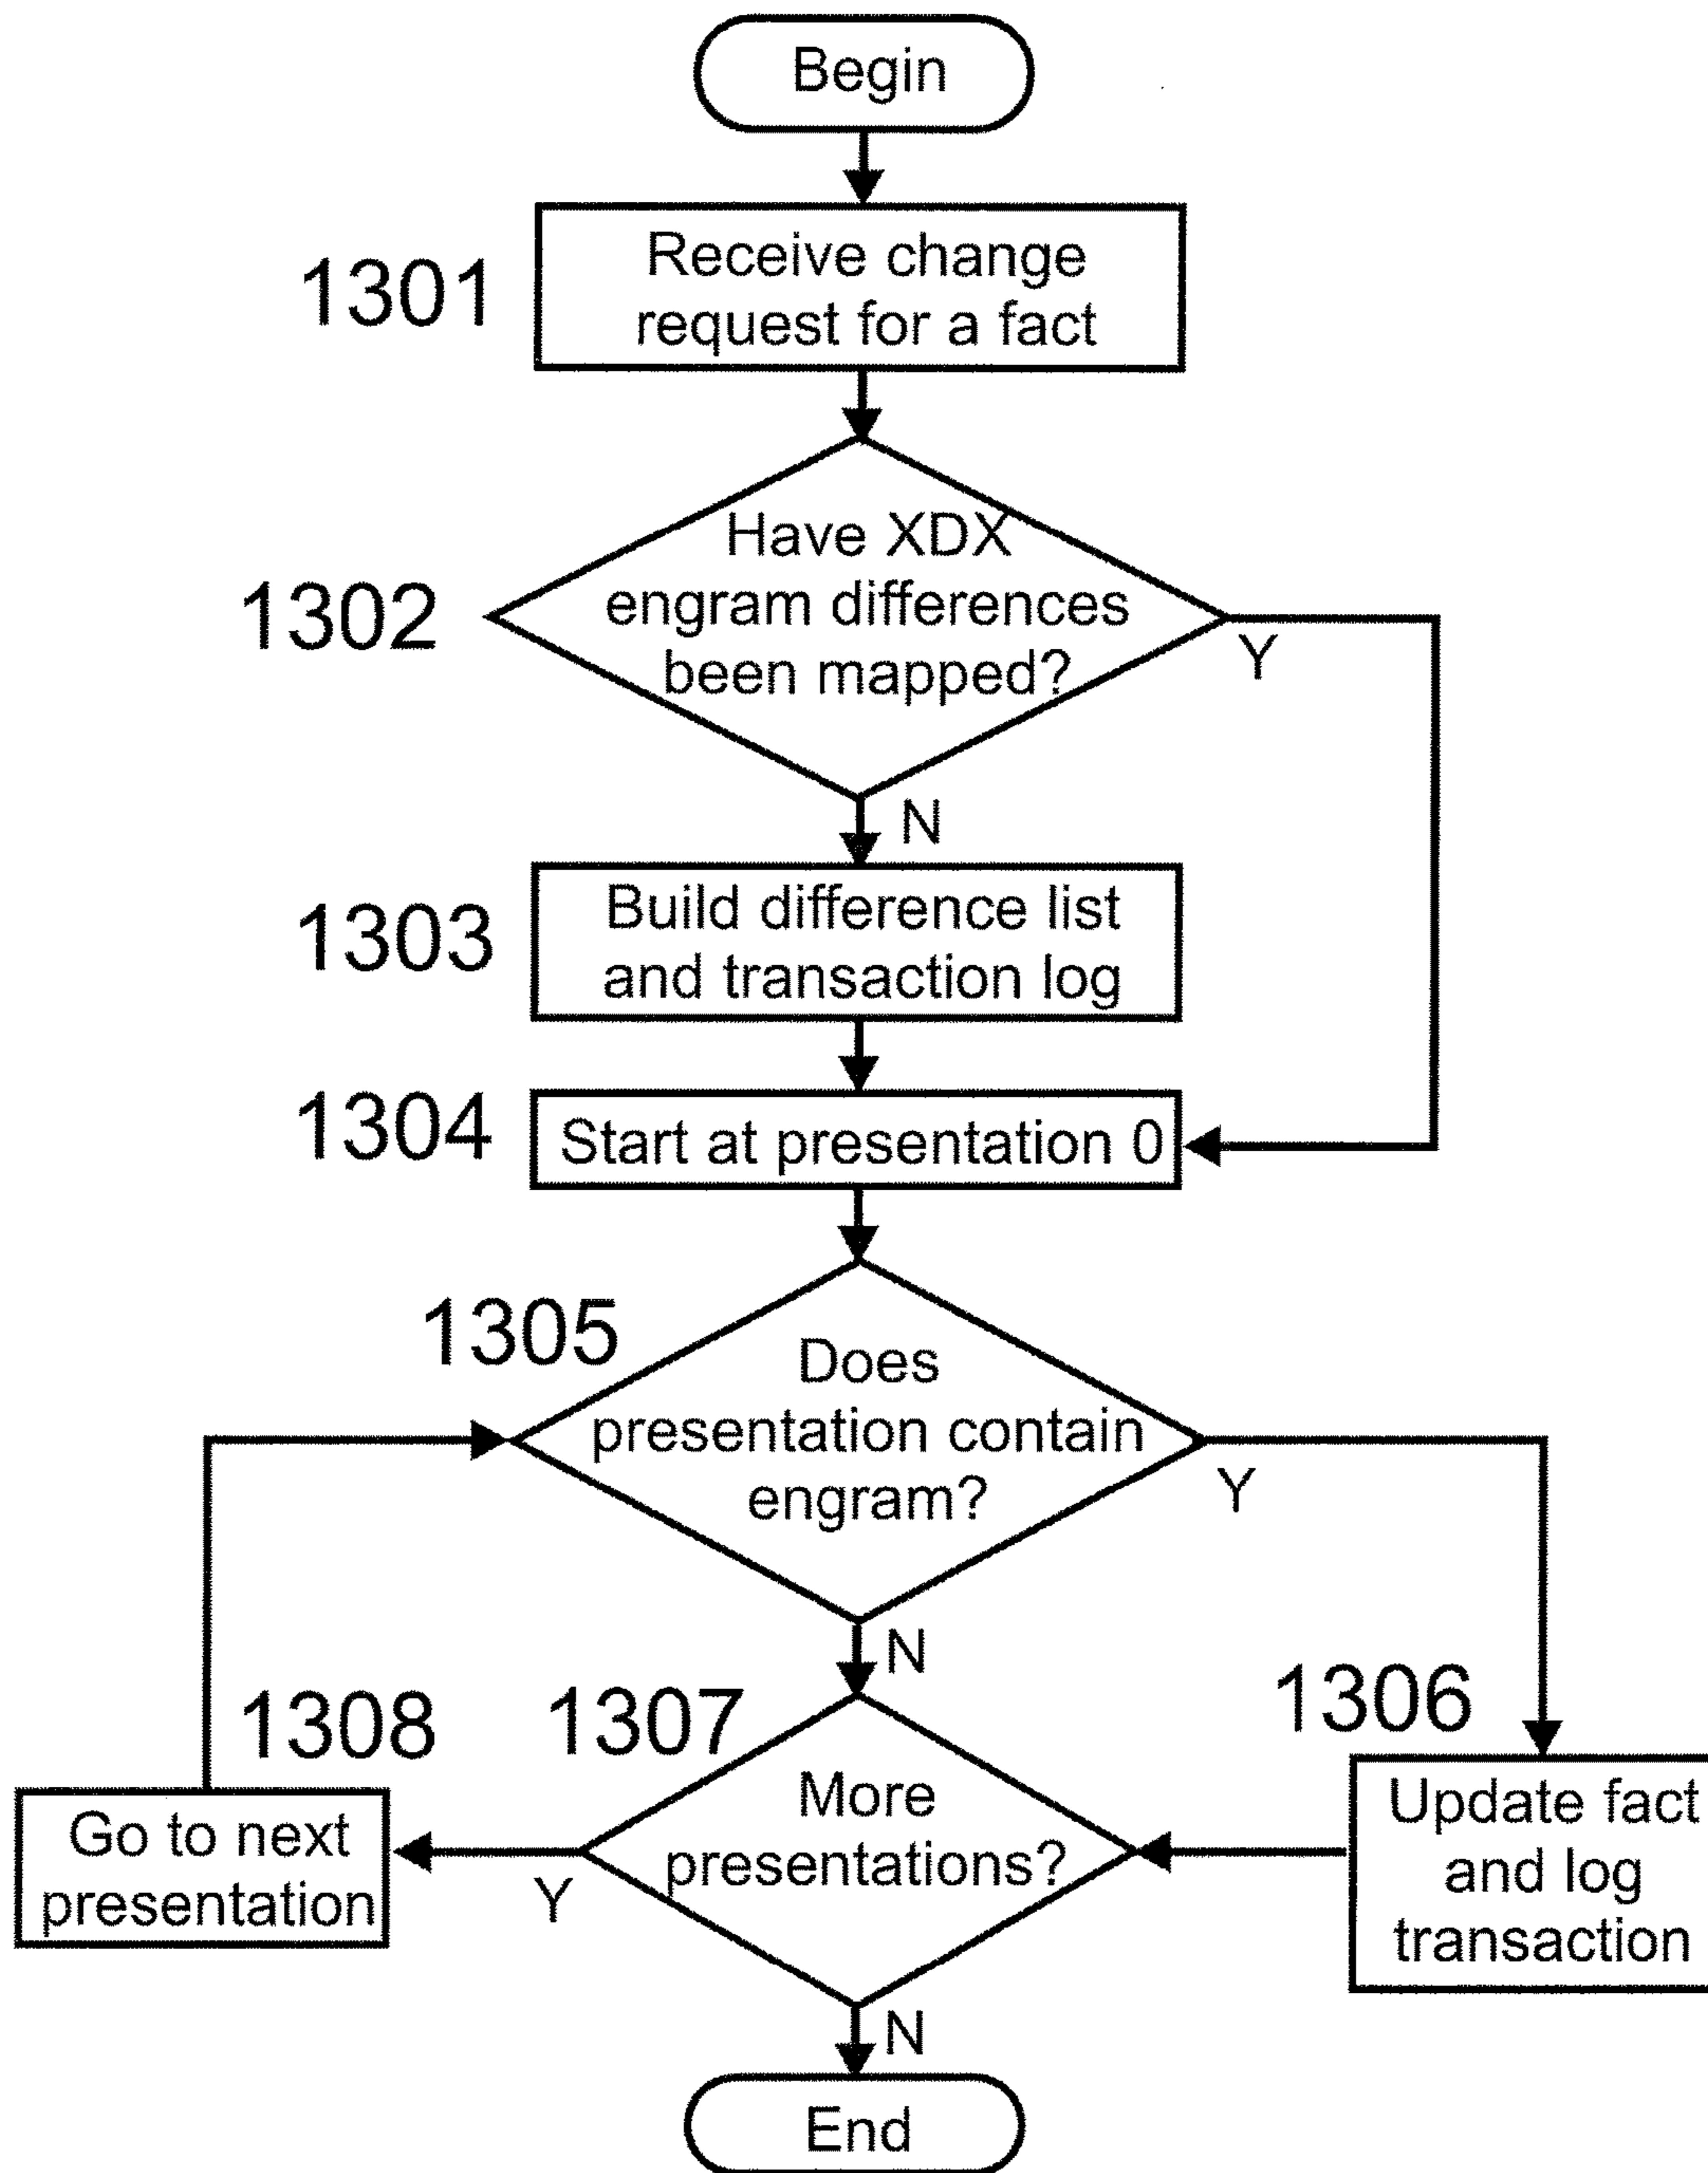 Begin
1301
Receive change
request for a fact
1302
Have XDX
engram differences
been mapped?
Y
N
1303
Build difference list
and transaction log
1304
Start at presentation 0
1305
Does
presentation contain
engram?
Y
N
1306
Update fact
and log
transaction
1307
More
presentations?
Y
1308
Go to next
presentation
N
End